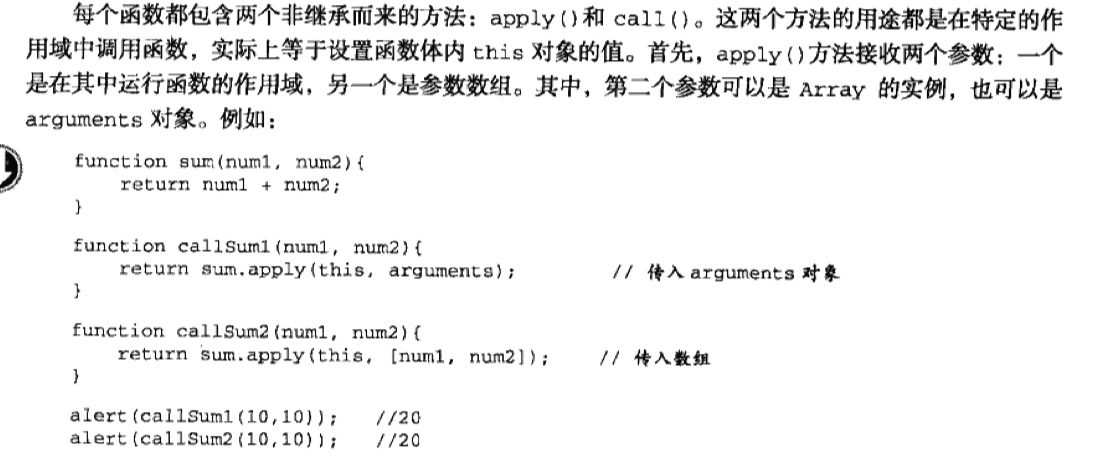 每个函数都包含两个非继承而来的方法：apply()和 call()。这两个方法的用途都是在特定的作
用域中调用函数，实际上等于设置函数体内 this 对象的值。首先，apply()方法接收两个参数：一个
是在其中运行函数的作用域，另一个是参数数组。其中，第二个参数可以是 Array 的实例，也可以是
arguments 对象。例如：
function sum(num1, num2){
return num1 + num2;
}
function callSum1(num1, num2){
return sum.apply(this, arguments); // 传入 arguments 对象
}
function callSum2(num1, num2){
return sum.apply(this, [num1, num2]); // 传入数组
}
alert(callSum1(10,10)); //20
alert(callSum2(10,10)); //20